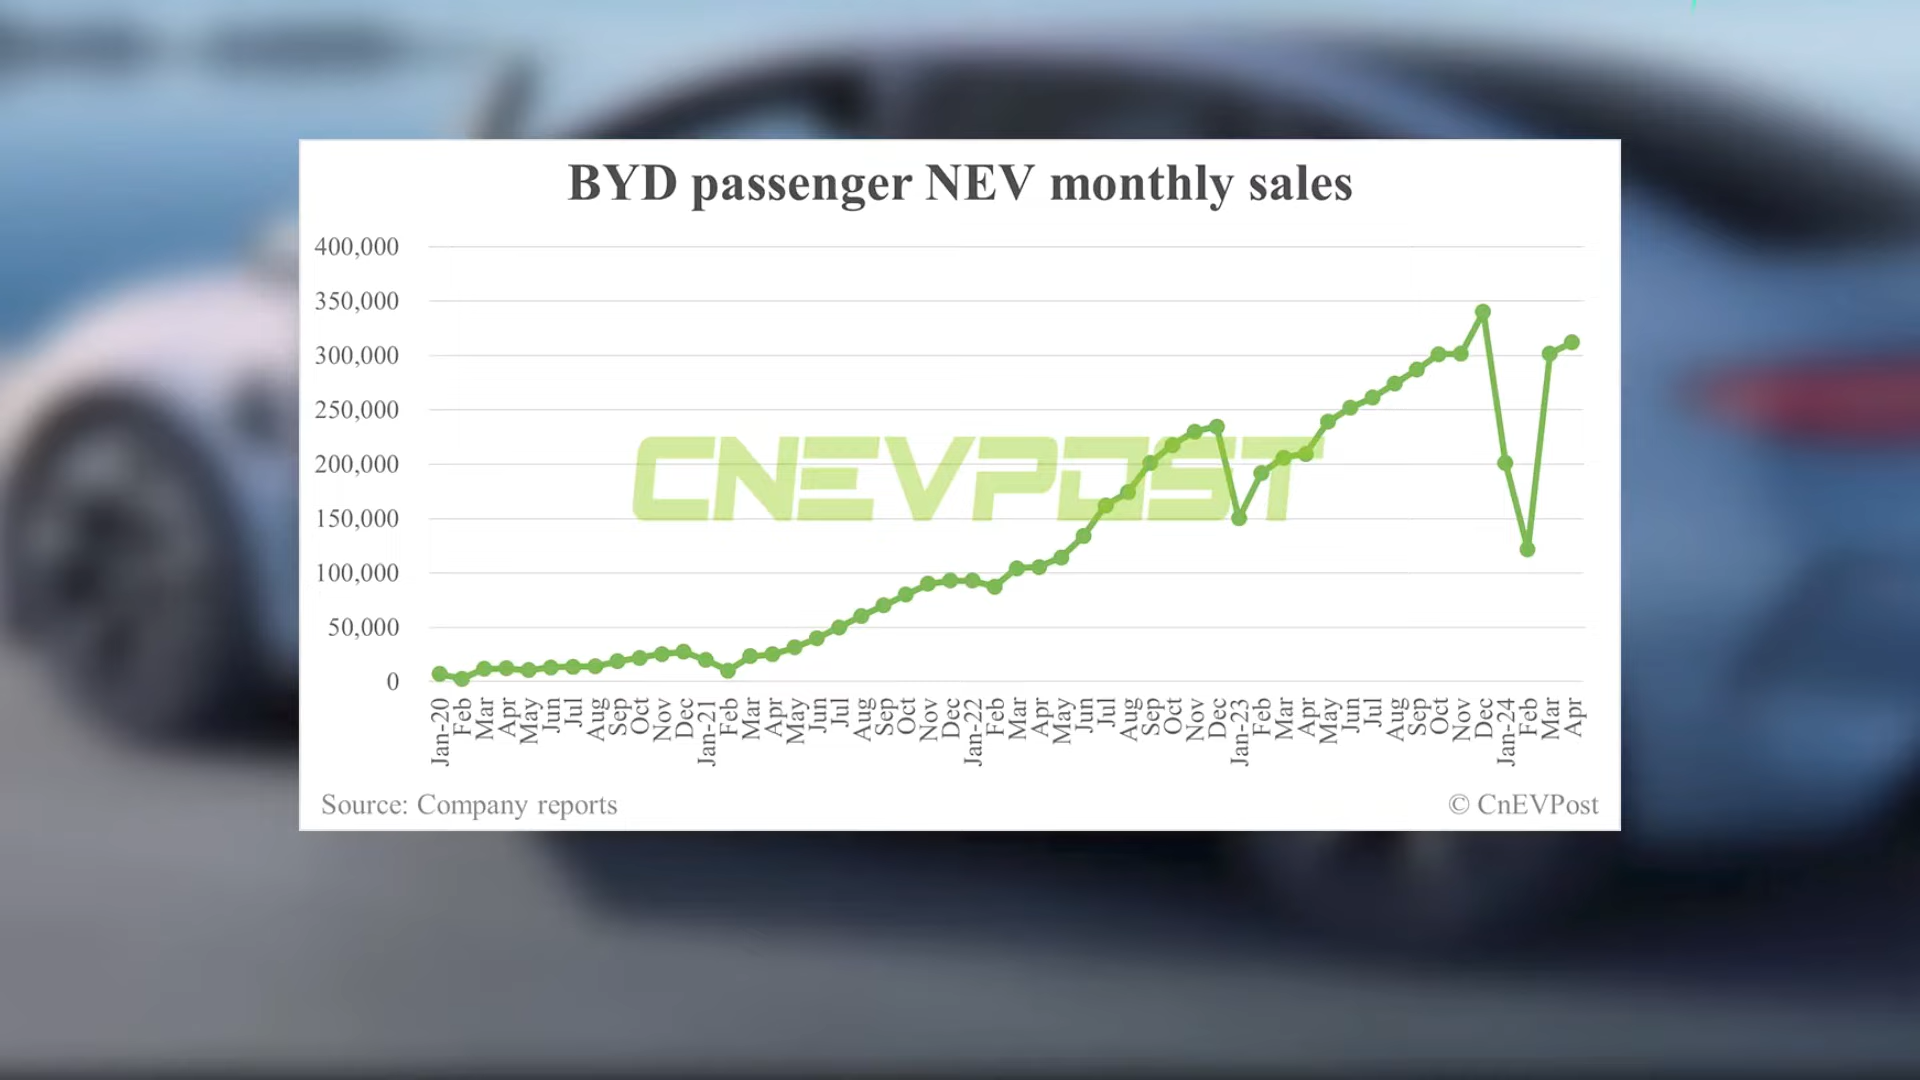 BYD passenger NEV monthly sales
400,000
350,000
300,000
250,000
200,000
150,000
100,000
50,000
0
CNEVPOST
Jan-20 Feb Mar Apr May Jun Jul Aug Sep Oct Nov Dec Jan-21 Feb Mar Apr May Jun Jul Aug Sep Oct Nov Dec Jan-22 Feb Mar Apr May Jun Jul Aug Sep Oct Nov Dec Jan-23 Feb Mar Apr May Jun Jul Aug Sep Oct Nov Dec Jan-24 Feb Mar Apr
Source: Company reports
© CnEVPost